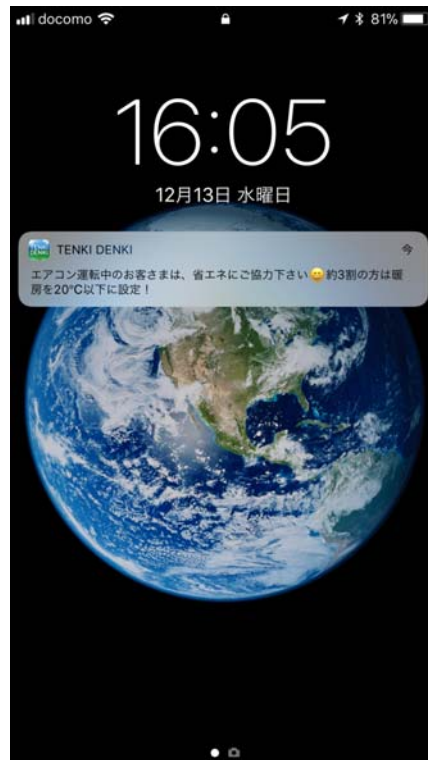 docomo 81%
16:05
12月13日 水曜日
TENKI DENKI 今
エアコン運転中のお客さまは、省エネにご協力下さい😀約3割の方は暖
房を20°C以下に設定！